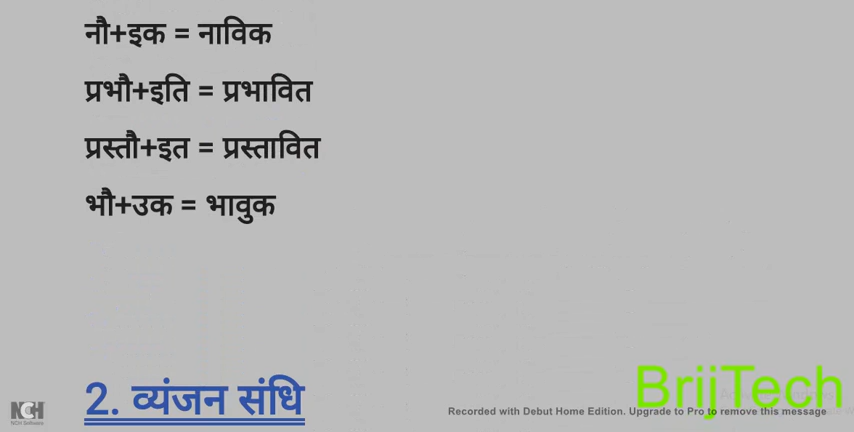 नौ+इक = नाविक
प्रभौ+इति = प्रभावित
प्रस्तौ+इत = प्रस्तावित
भौ+उक = भावुक
2. व्यंजन संधि
BrijTech
NCH
NCH Software
Recorded with Debut Home Edition. Upgrade to Pro to remove this message